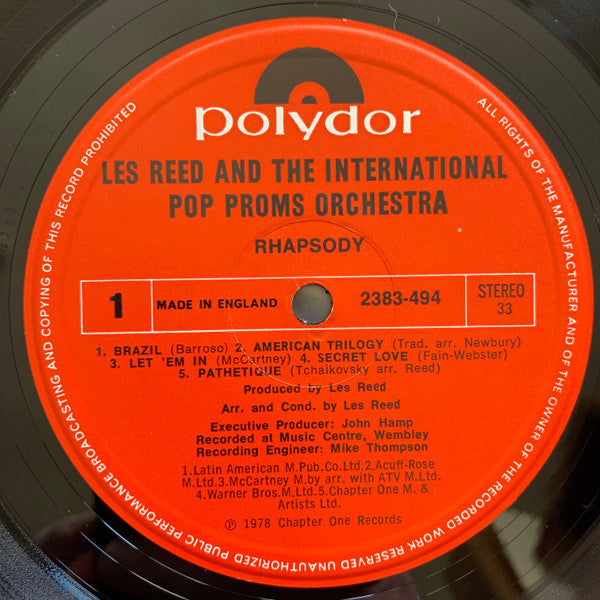 polydor
LES REED AND THE INTERNATIONAL
POP PROMS ORCHESTRA
RHAPSODY
1 MADE IN ENGLAND 2383-494 STEREO
33
1. BRAZIL (Barroso) 2. AMERICAN TRILOGY (Trad. arr. Newbury)
3. LET 'EM IN (McCartney) 4. SECRET LOVE (Fain-Webster)
5. PATHETIQUE (Tchaikovsky arr. Reed)
Produced by Les Reed
Arr. and Cond. by Les Reed
Executive Producer: John Hamp
Recorded at Music Centre, Wembley
Recording Engineer: Mike Thompson
1.Latin American M.Pub.Co.Ltd.2,Acuff-Rose
M.Ltd.3.McCartney M.by arr. with ATV M.Ltd.
4.Warner Bros.M.Ltd.5.Chapter One M. &
Artists Ltd.
℗ 1978 Chapter One Records
ALL RIGHTS OF THE MANUFACTURER AND OF THE OWNER OF THE RECORDED WORK RESERVED UNAUTHORIZED PUBLIC PERFORMANCE BROADCASTING AND COPYING OF THIS RECORD PROHIBITED